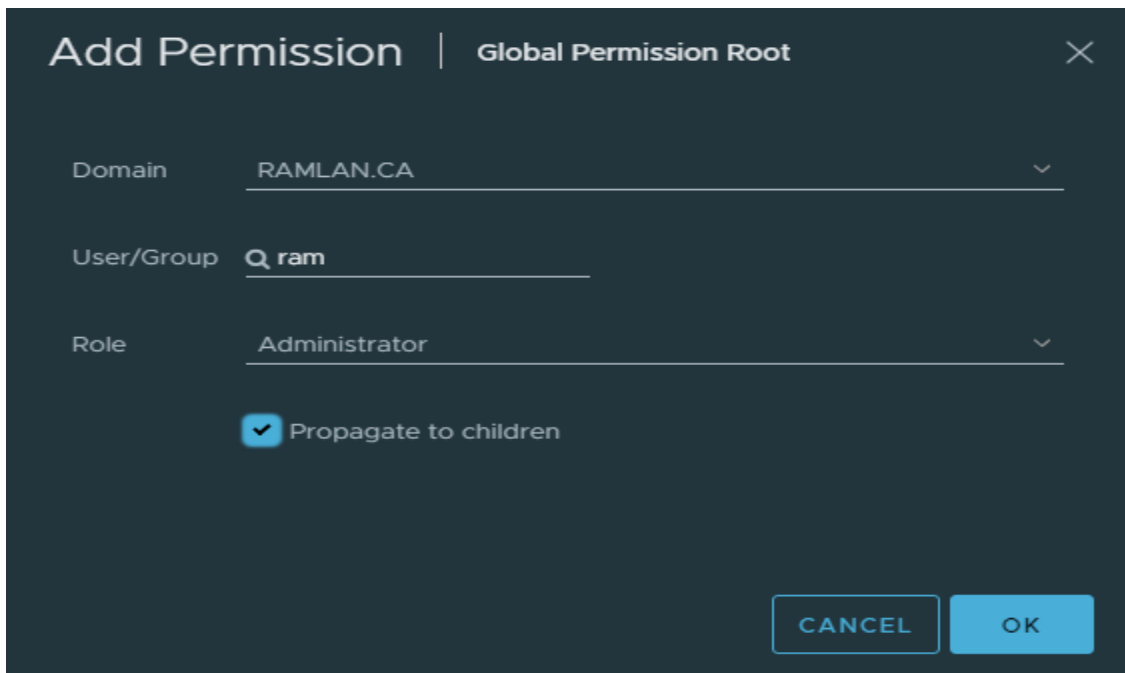 Add Permission | Global Permission Root
Domain RAMLAN.CA
User/Group ram
Role Administrator
Propagate to children
CANCEL OK